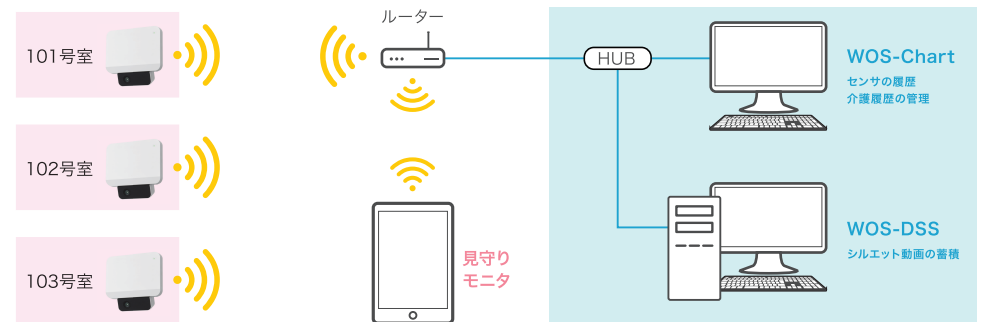 101号室
102号室
103号室
ルーター
見守り
モニタ
HUB
WOS-Chart
センサの履歴
介護履歴の管理
WOS-DSS
シルエット動画の蓄積